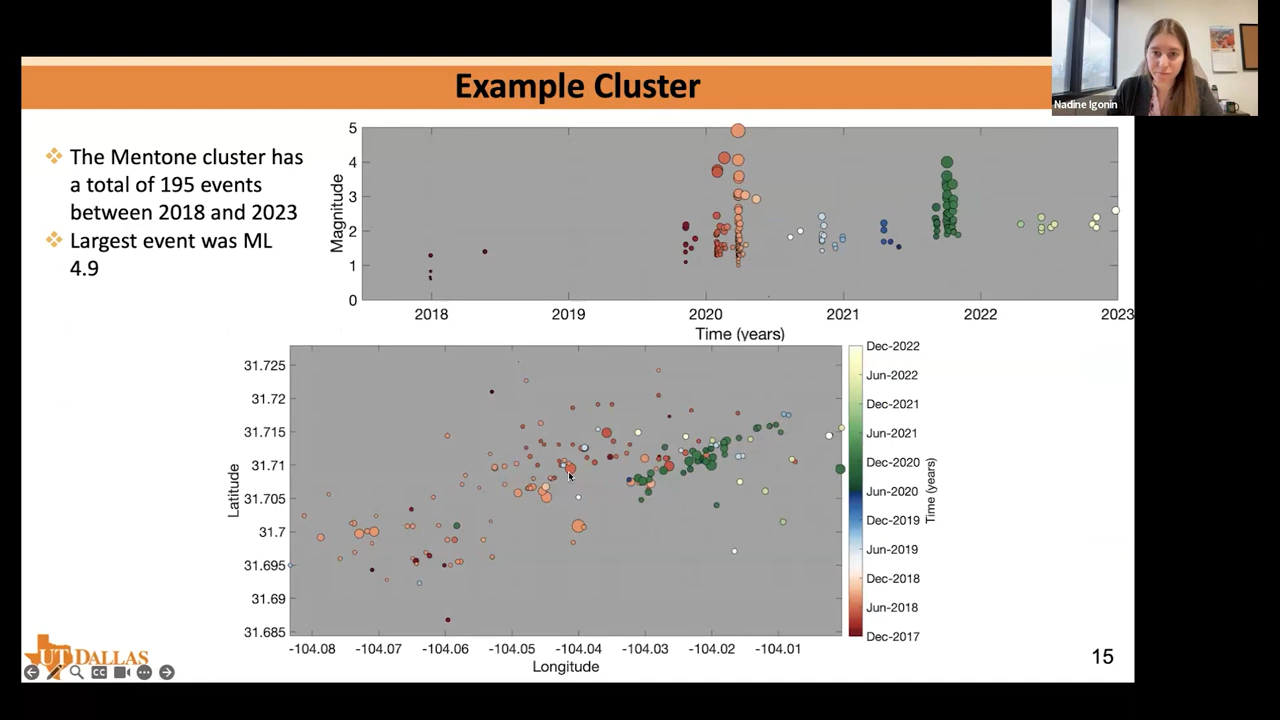 Example Cluster
Nadine Igonin
❖ The Mentone cluster has
a total of 195 events
between 2018 and 2023
❖ Largest event was ML
4.9
Magnitude
5
4
3
2
1
0
2018 2019 2020 2021 2022 2023
Time (years)
Latitude
31.725
31.72
31.715
31.71
31.705
31.7
31.695
31.69
31.685
-104.08 -104.07 -104.06 -104.05 -104.04 -104.03 -104.02 -104.01
Longitude
Dec-2022
Jun-2022
Dec-2021
Jun-2021
Dec-2020
Jun-2020
Dec-2019
Jun-2019
Dec-2018
Jun-2018
Dec-2017
Time (years)
UT DALLAS
CC
15